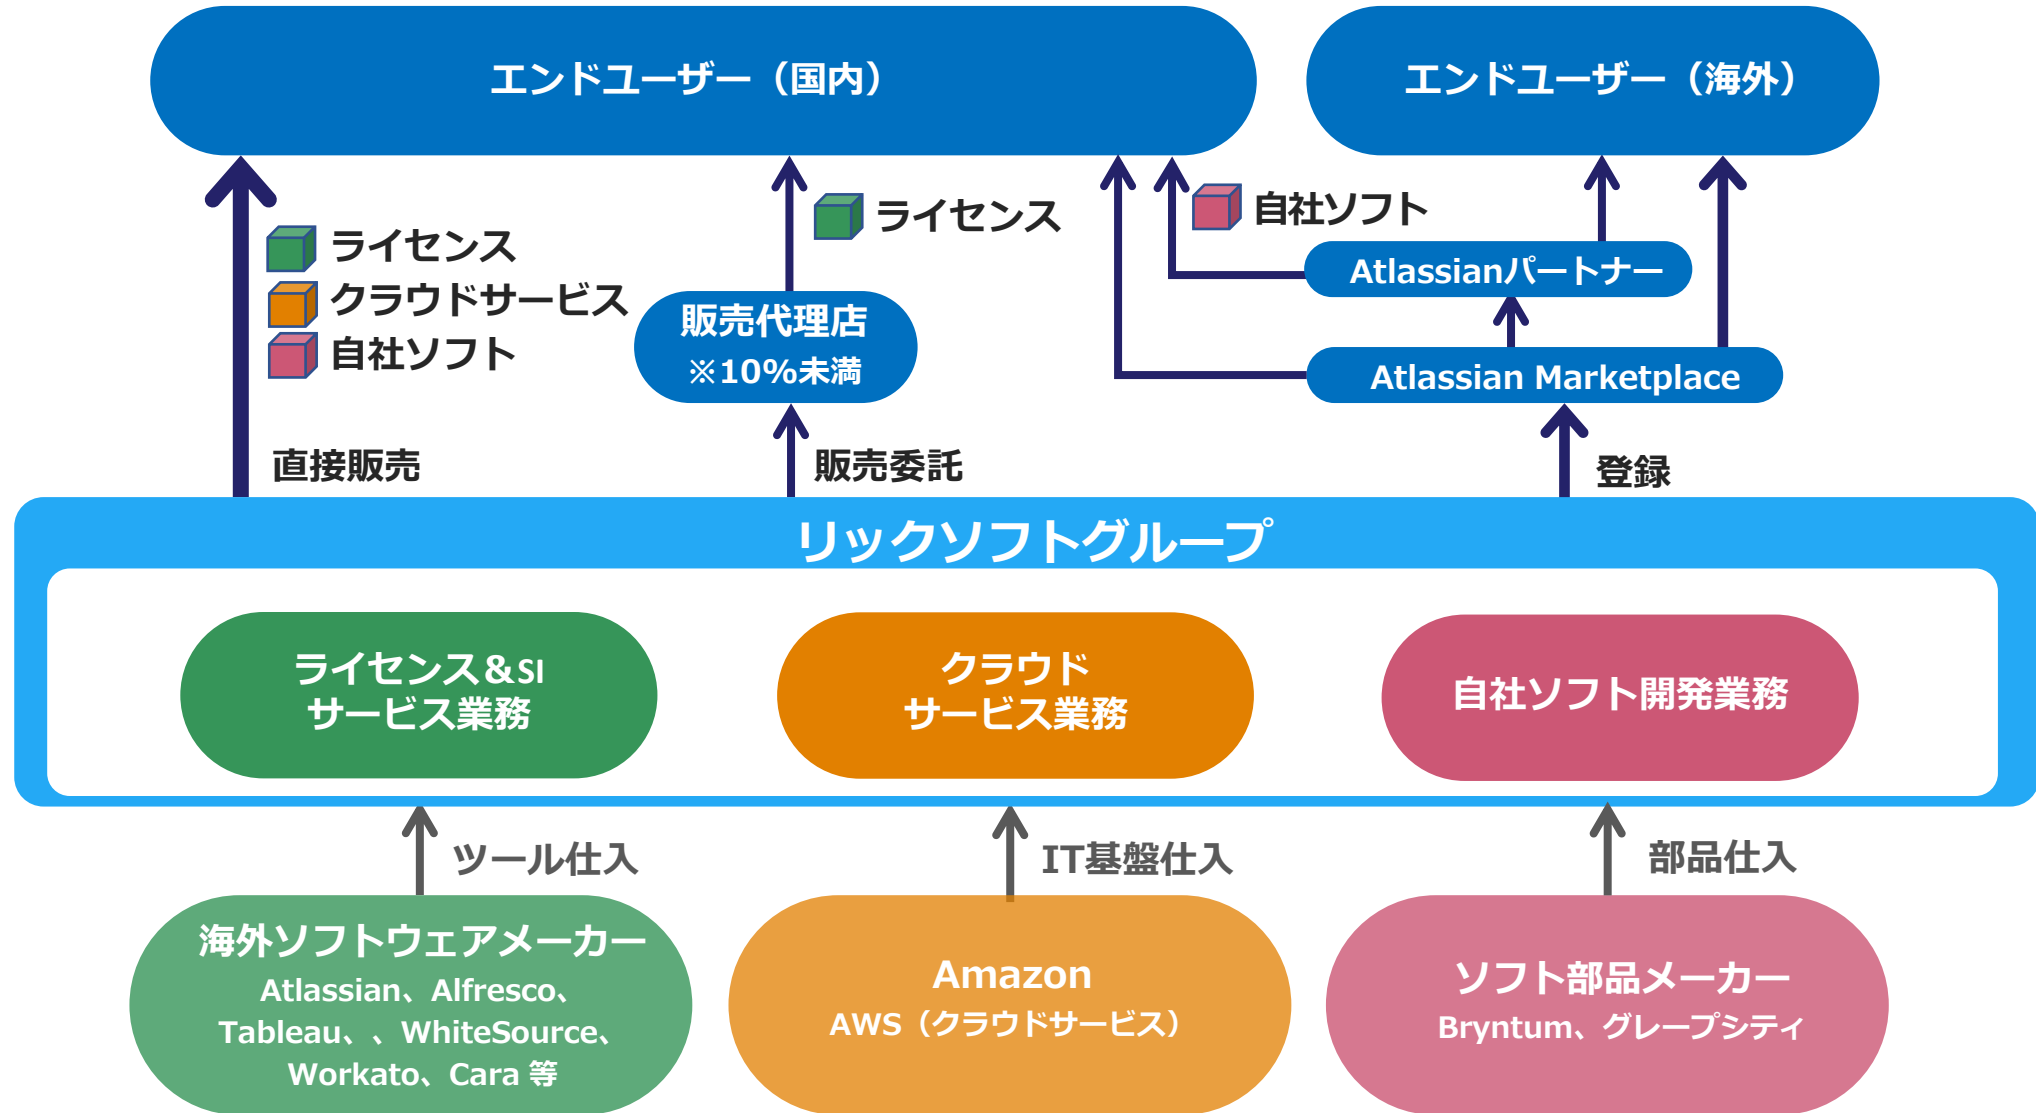 エンドユーザー（国内）
エンドユーザー（海外）
ライセンス
クラウドサービス
自社ソフト
ライセンス
自社ソフト
Atlassianパートナー
販売代理店
※10%未満
Atlassian Marketplace
直接販売
販売委託
登録
リックソフトグループ
ライセンス＆SI
サービス業務
クラウド
サービス業務
自社ソフト開発業務
ツール仕入
IT基盤仕入
部品仕入
海外ソフトウェアメーカー
Atlassian、Alfresco、
Tableau、、WhiteSource、
Workato、Cara 等
Amazon
AWS（クラウドサービス）
ソフト部品メーカー
Bryntum、グレープシティ